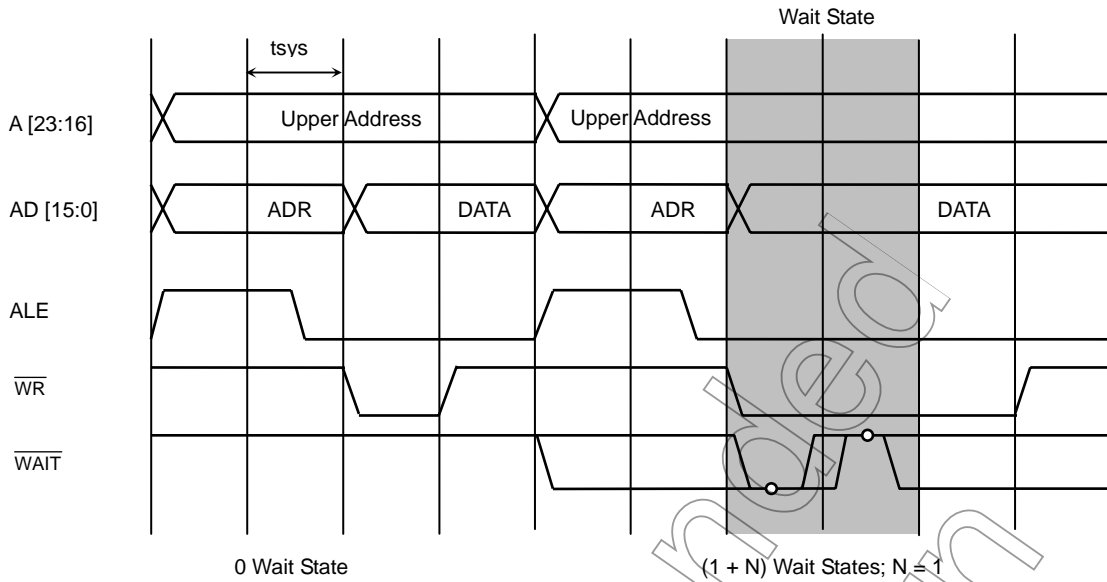 Wait State
tsys
A [23:16]
Upper Address
Upper Address
AD [15:0]
ADR
DATA
ADR
DATA
ALE
WR
WAIT
0 Wait State
(1 + N) Wait States; N = 1